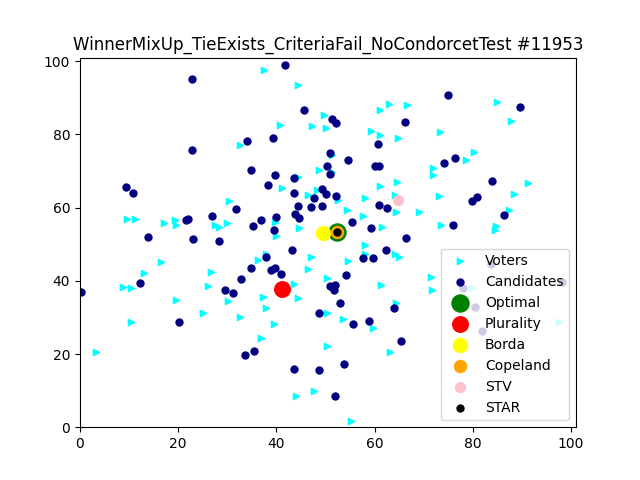 WinnerMixUp_TieExists_CriteriaFail_NoCondorcetTest #11953
100
80
60
40
20
0
0
20
40
60
80
100
Voters
Candidates
Optimal
Plurality
Borda
Copeland
STV
STAR